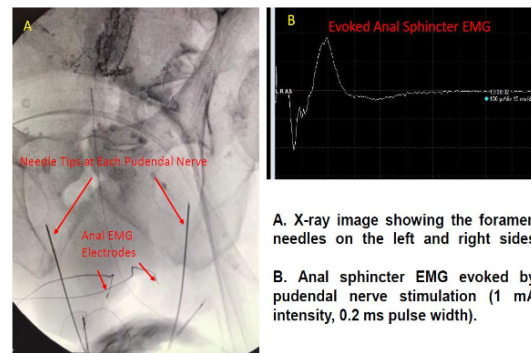 A
Needle Tips at Each Pudendal Nerve
Anal EMG
Electrodes
B
Evoked Anal Sphincter EMG
A. X-ray image showing the foramen
needles on the left and right sides
B. Anal sphincter EMG evoked by
pudendal nerve stimulation (1 mA
intensity, 0.2 ms pulse width).